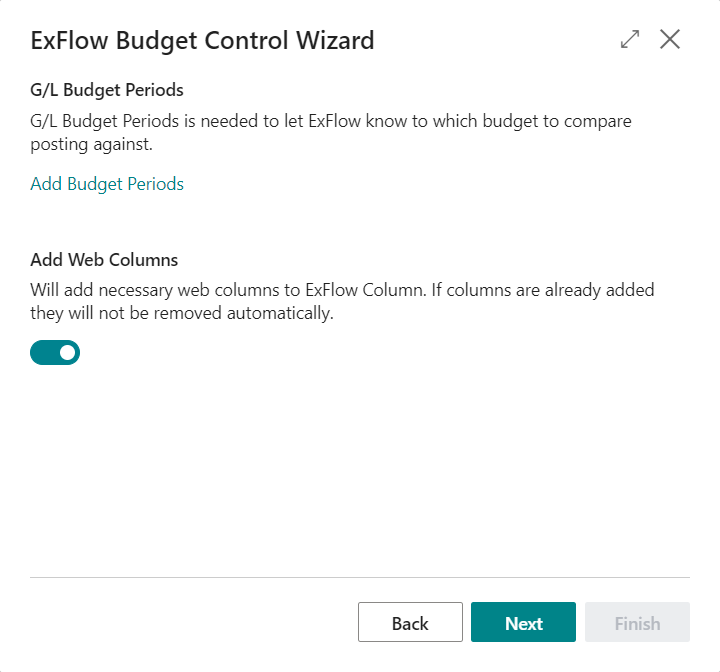 ExFlow Budget Control Wizard
G/L Budget Periods
G/L Budget Periods is needed to let ExFlow know to which budget to compare
posting against.
Add Budget Periods
Add Web Columns
Will add necessary web columns to ExFlow Column. If columns are already added
they will not be removed automatically.
Back
Next
Finish